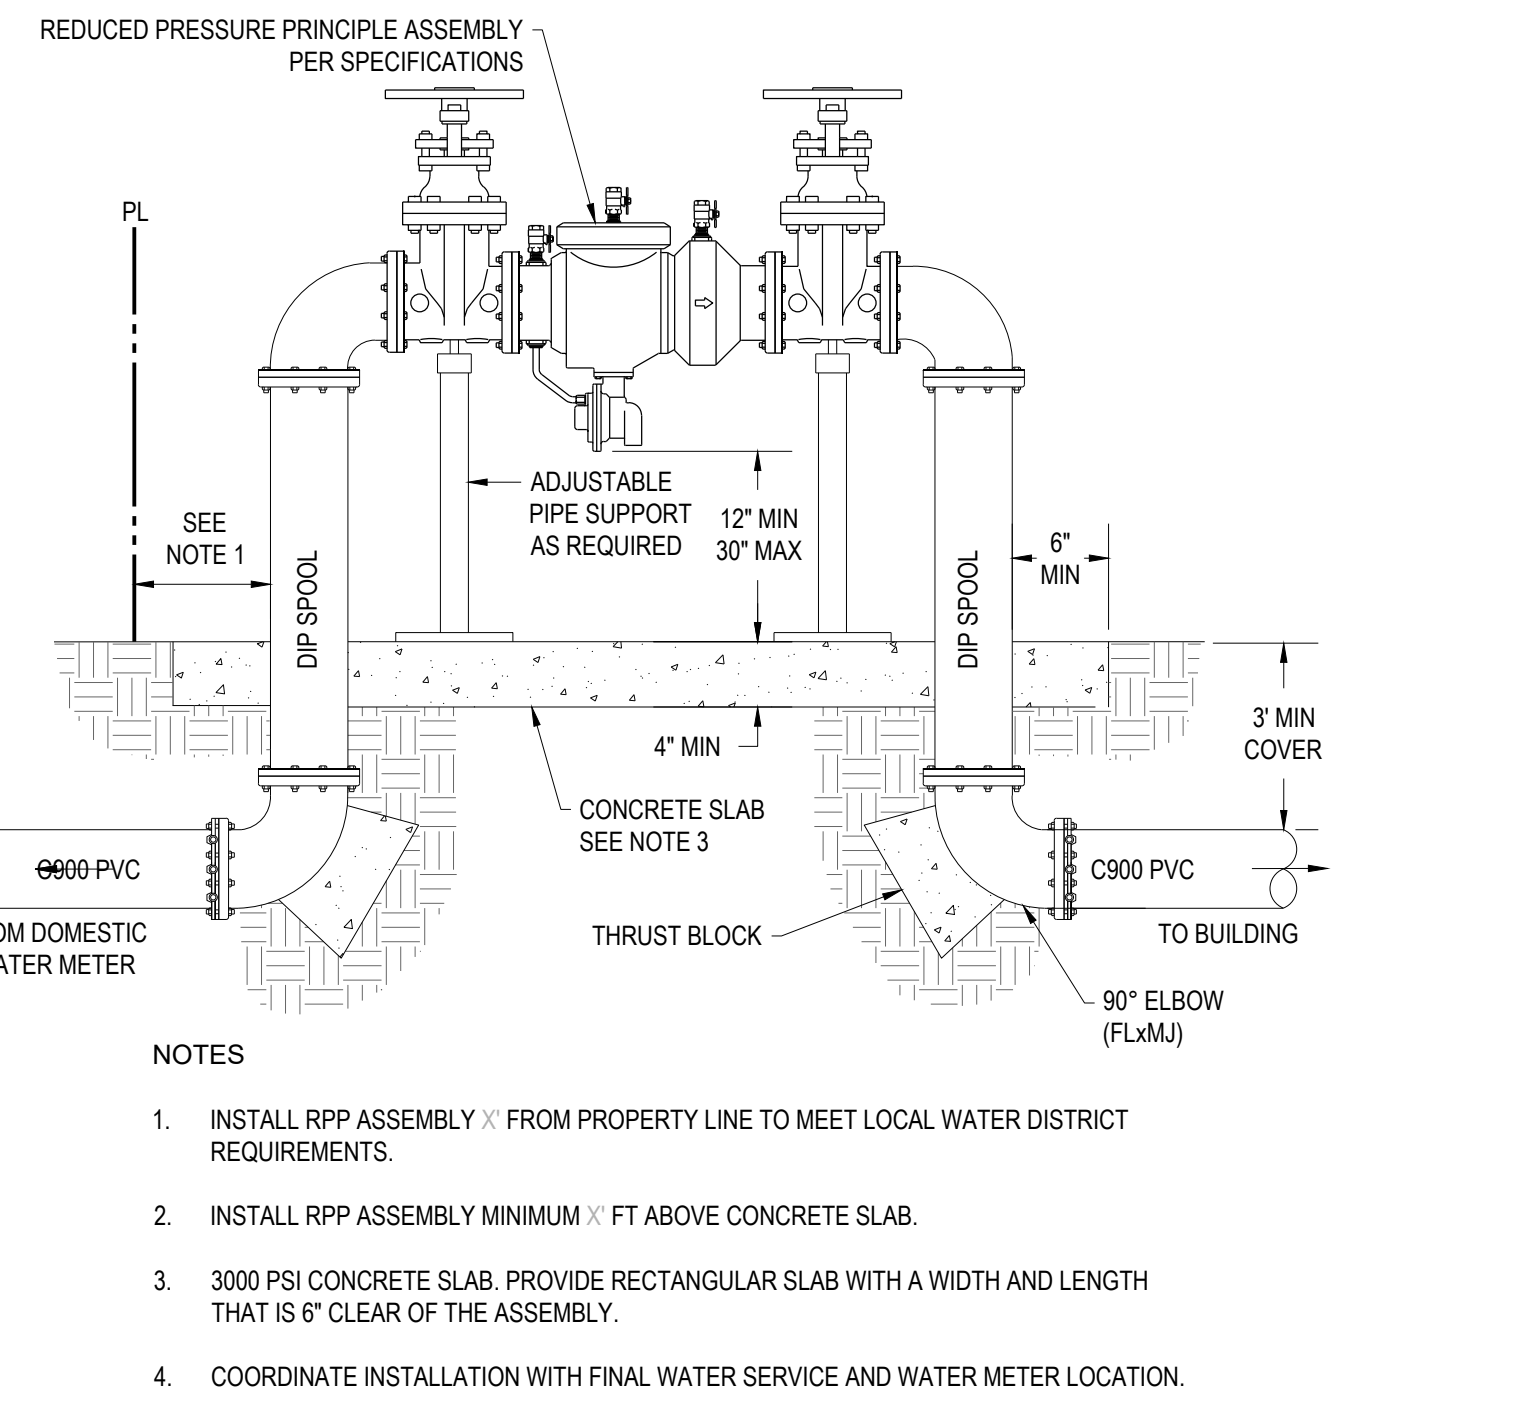 REDUCED PRESSURE PRINCIPLE ASSEMBLY
PER SPECIFICATIONS
PL
SEE
NOTE 1
DIP SPOOL
ADJUSTABLE
PIPE SUPPORT
AS REQUIRED
12" MIN
30" MAX
DIP SPOOL
6"
MIN
3' MIN
COVER
4" MIN
CONCRETE SLAB
SEE NOTE 3
C900 PVC
C900 PVC
OM DOMESTIC
ATER METER
THRUST BLOCK
TO BUILDING
90° ELBOW
(FLxMJ)
NOTES
1. INSTALL RPP ASSEMBLY X' FROM PROPERTY LINE TO MEET LOCAL WATER DISTRICT
REQUIREMENTS.
2. INSTALL RPP ASSEMBLY MINIMUM X' FT ABOVE CONCRETE SLAB.
3. 3000 PSI CONCRETE SLAB. PROVIDE RECTANGULAR SLAB WITH A WIDTH AND LENGTH
THAT IS 6" CLEAR OF THE ASSEMBLY.
4. COORDINATE INSTALLATION WITH FINAL WATER SERVICE AND WATER METER LOCATION.